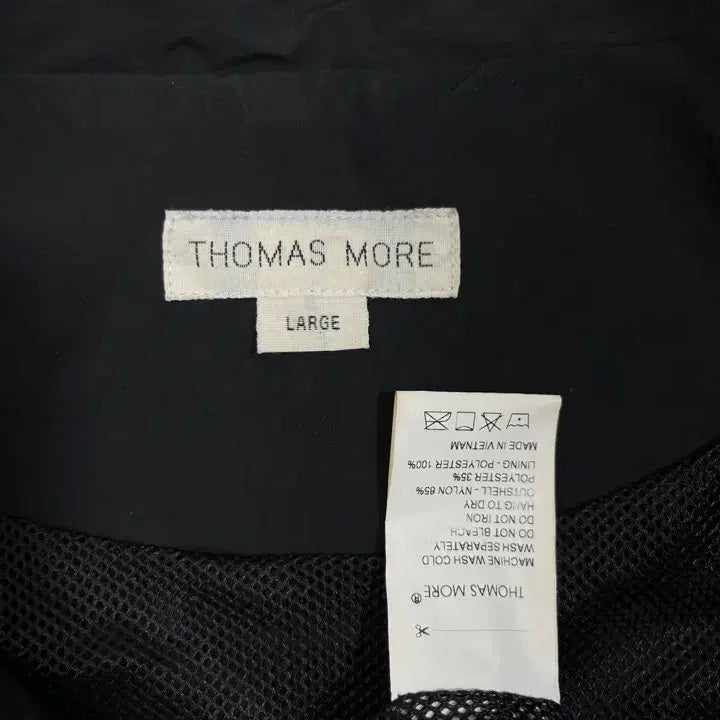 THOMAS MORE
LARGE
THOMAS MORE®
MACHINE WASH COLD
WASH SEPARATELY
DO NOT BLEACH
DO NOT IRON
HANG TO DRY
OUTSHELL - NYLON 65%
POLYESTER 35%
LINING - POLYESTER 100%
MADE IN VIETNAM